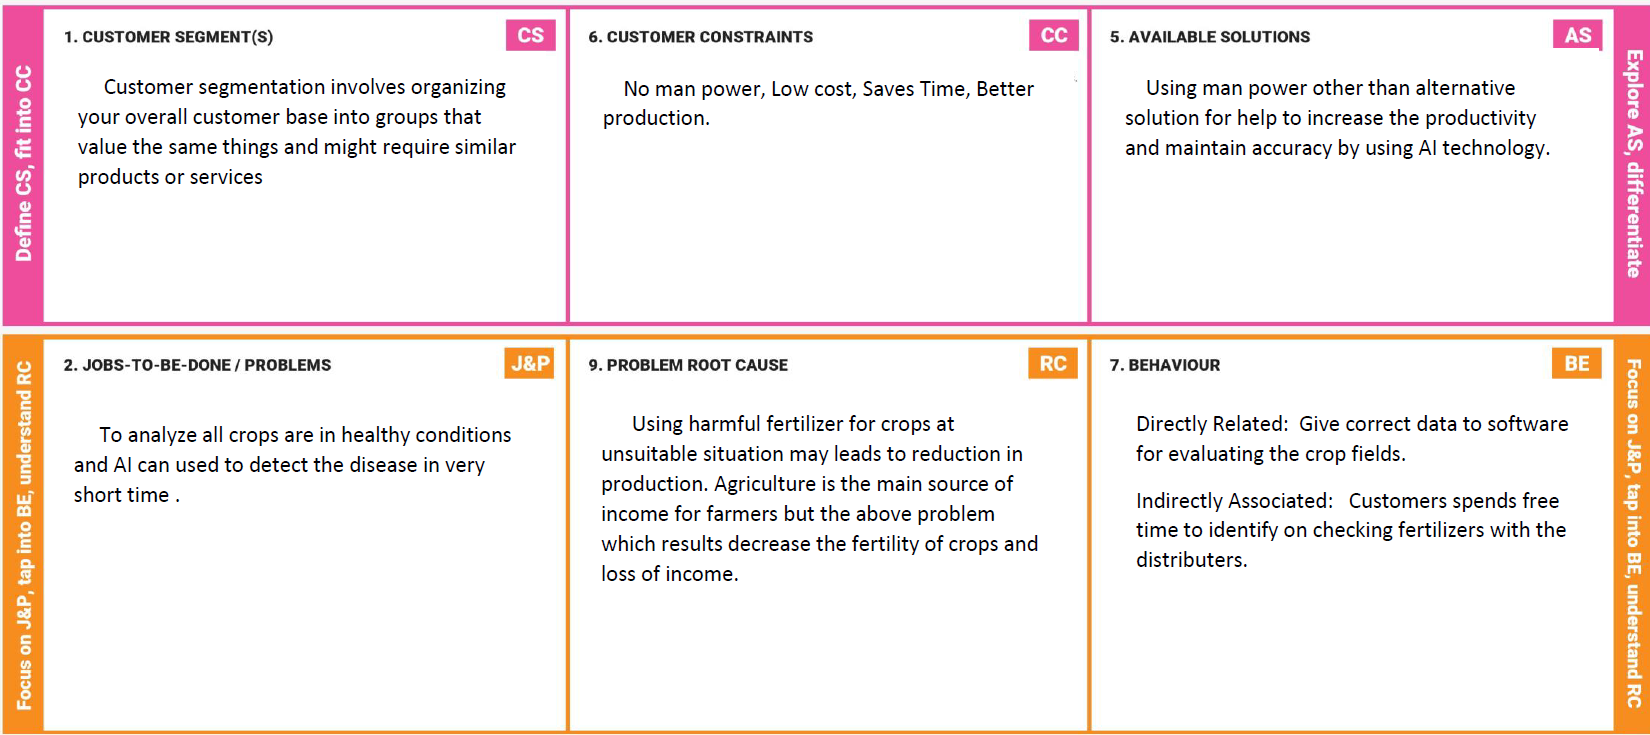 Define CS, fit into CC
1. CUSTOMER SEGMENT(S)
CS
Customer segmentation involves organizing
your overall customer base into groups that
value the same things and might require similar
products or services
6. CUSTOMER CONSTRAINTS
CC
No man power, Low cost, Saves Time, Better
production.
5. AVAILABLE SOLUTIONS
AS
Using man power other than alternative
solution for help to increase the productivity
and maintain accuracy by using AI technology.
Explore AS, differentiate
Focus on J&P, tap into BE, understand RC
2. JOBS-TO-BE-DONE / PROBLEMS
J&P
To analyze all crops are in healthy conditions
and AI can used to detect the disease in very
short time .
9. PROBLEM ROOT CAUSE
RC
Using harmful fertilizer for crops at
unsuitable situation may leads to reduction in
production. Agriculture is the main source of
income for farmers but the above problem
which results decrease the fertility of crops and
loss of income.
7. BEHAVIOUR
BE
Directly Related: Give correct data to software
for evaluating the crop fields.
Indirectly Associated: Customers spends free
time to identify on checking fertilizers with the
distributers.
Focus on J&P, tap into BE, understand RC